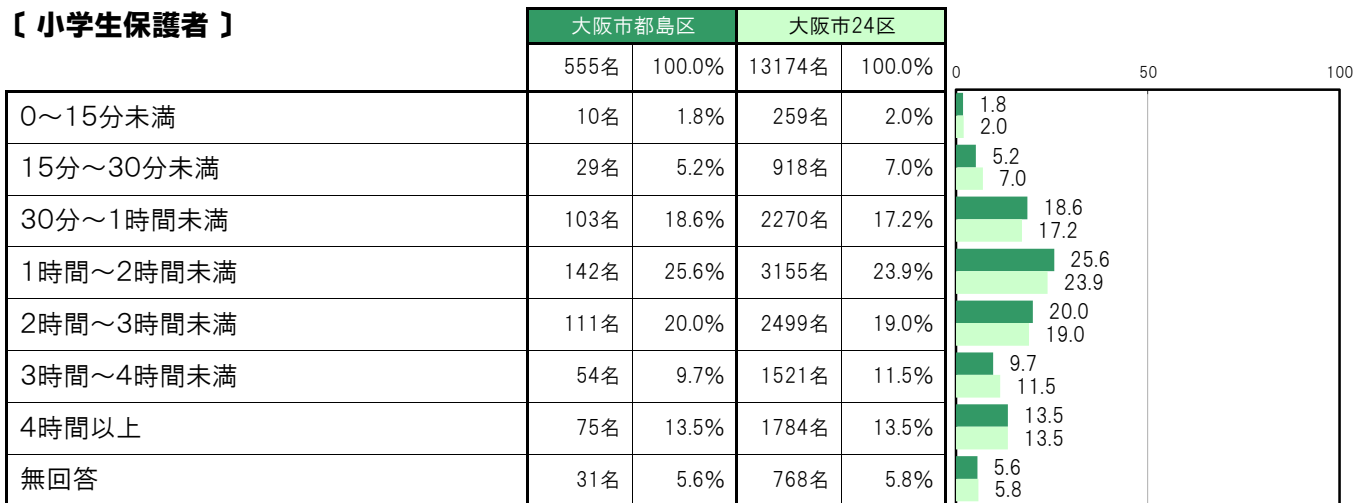 〔 小学生保護者 〕
大阪市都島区 大阪市24区
555名 100.0% 13174名 100.0%
0 50 100
0～15分未満 10名 1.8% 259名 2.0% 1.8
2.0
15分～30分未満 29名 5.2% 918名 7.0% 5.2
7.0
30分～1時間未満 103名 18.6% 2270名 17.2% 18.6
17.2
1時間～2時間未満 142名 25.6% 3155名 23.9% 25.6
23.9
2時間～3時間未満 111名 20.0% 2499名 19.0% 20.0
19.0
3時間～4時間未満 54名 9.7% 1521名 11.5% 9.7
11.5
4時間以上 75名 13.5% 1784名 13.5% 13.5
13.5
無回答 31名 5.6% 768名 5.8% 5.6
5.8